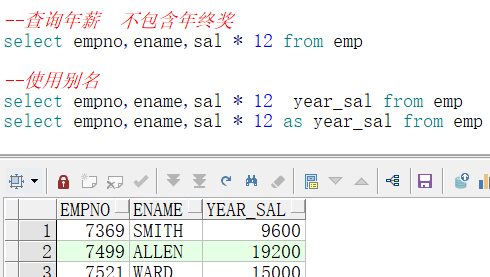 --查询年薪  不包含年终奖
select empno,ename,sal * 12 from emp
--使用别名
select empno,ename,sal * 12  year_sal from emp
select empno,ename,sal * 12 as year_sal from emp
EMPNO ENAME YEAR_SAL
1 7369 SMITH 9600
2 7499 ALLEN 19200
3 7521 WARD 15000